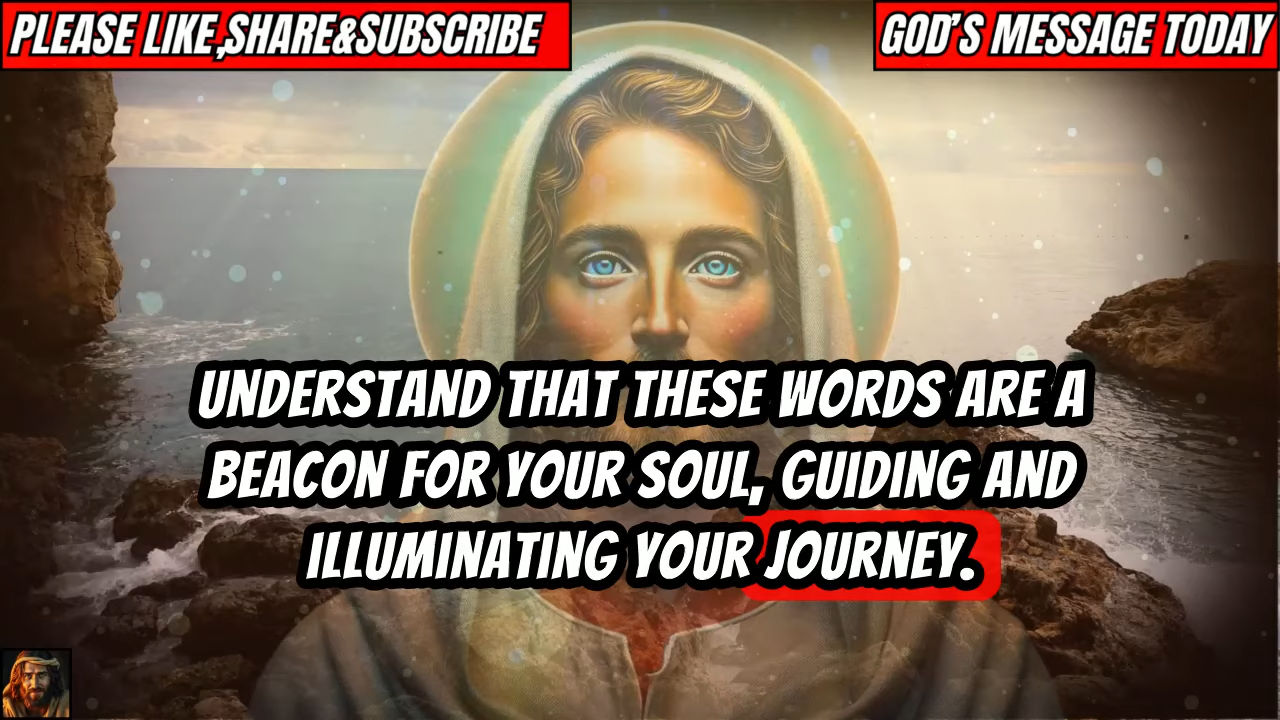 PLEASE LIKE,SHARE&SUBSCRIBE
GOD'S MESSAGE TODAY
UNDERSTAND THAT THESE WORDS ARE A
BEACON FOR YOUR SOUL, GUIDING AND
ILLUMINATING YOUR JOURNEY.